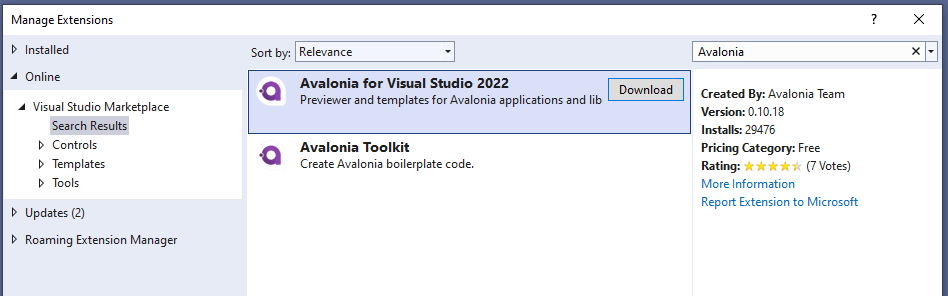 Manage Extensions
Installed
Online
Visual Studio Marketplace
Search Results
Controls
Templates
Tools
Updates (2)
Roaming Extension Manager
Sort by: Relevance
Avalonia for Visual Studio 2022
Previewer and templates for Avalonia applications and lib
Download
Avalonia Toolkit
Create Avalonia boilerplate code.
Avalonia
Created By: Avalonia Team
Version: 0.10.18
Installs: 29476
Pricing Category: Free
Rating: (7 Votes)
More Information
Report Extension to Microsoft